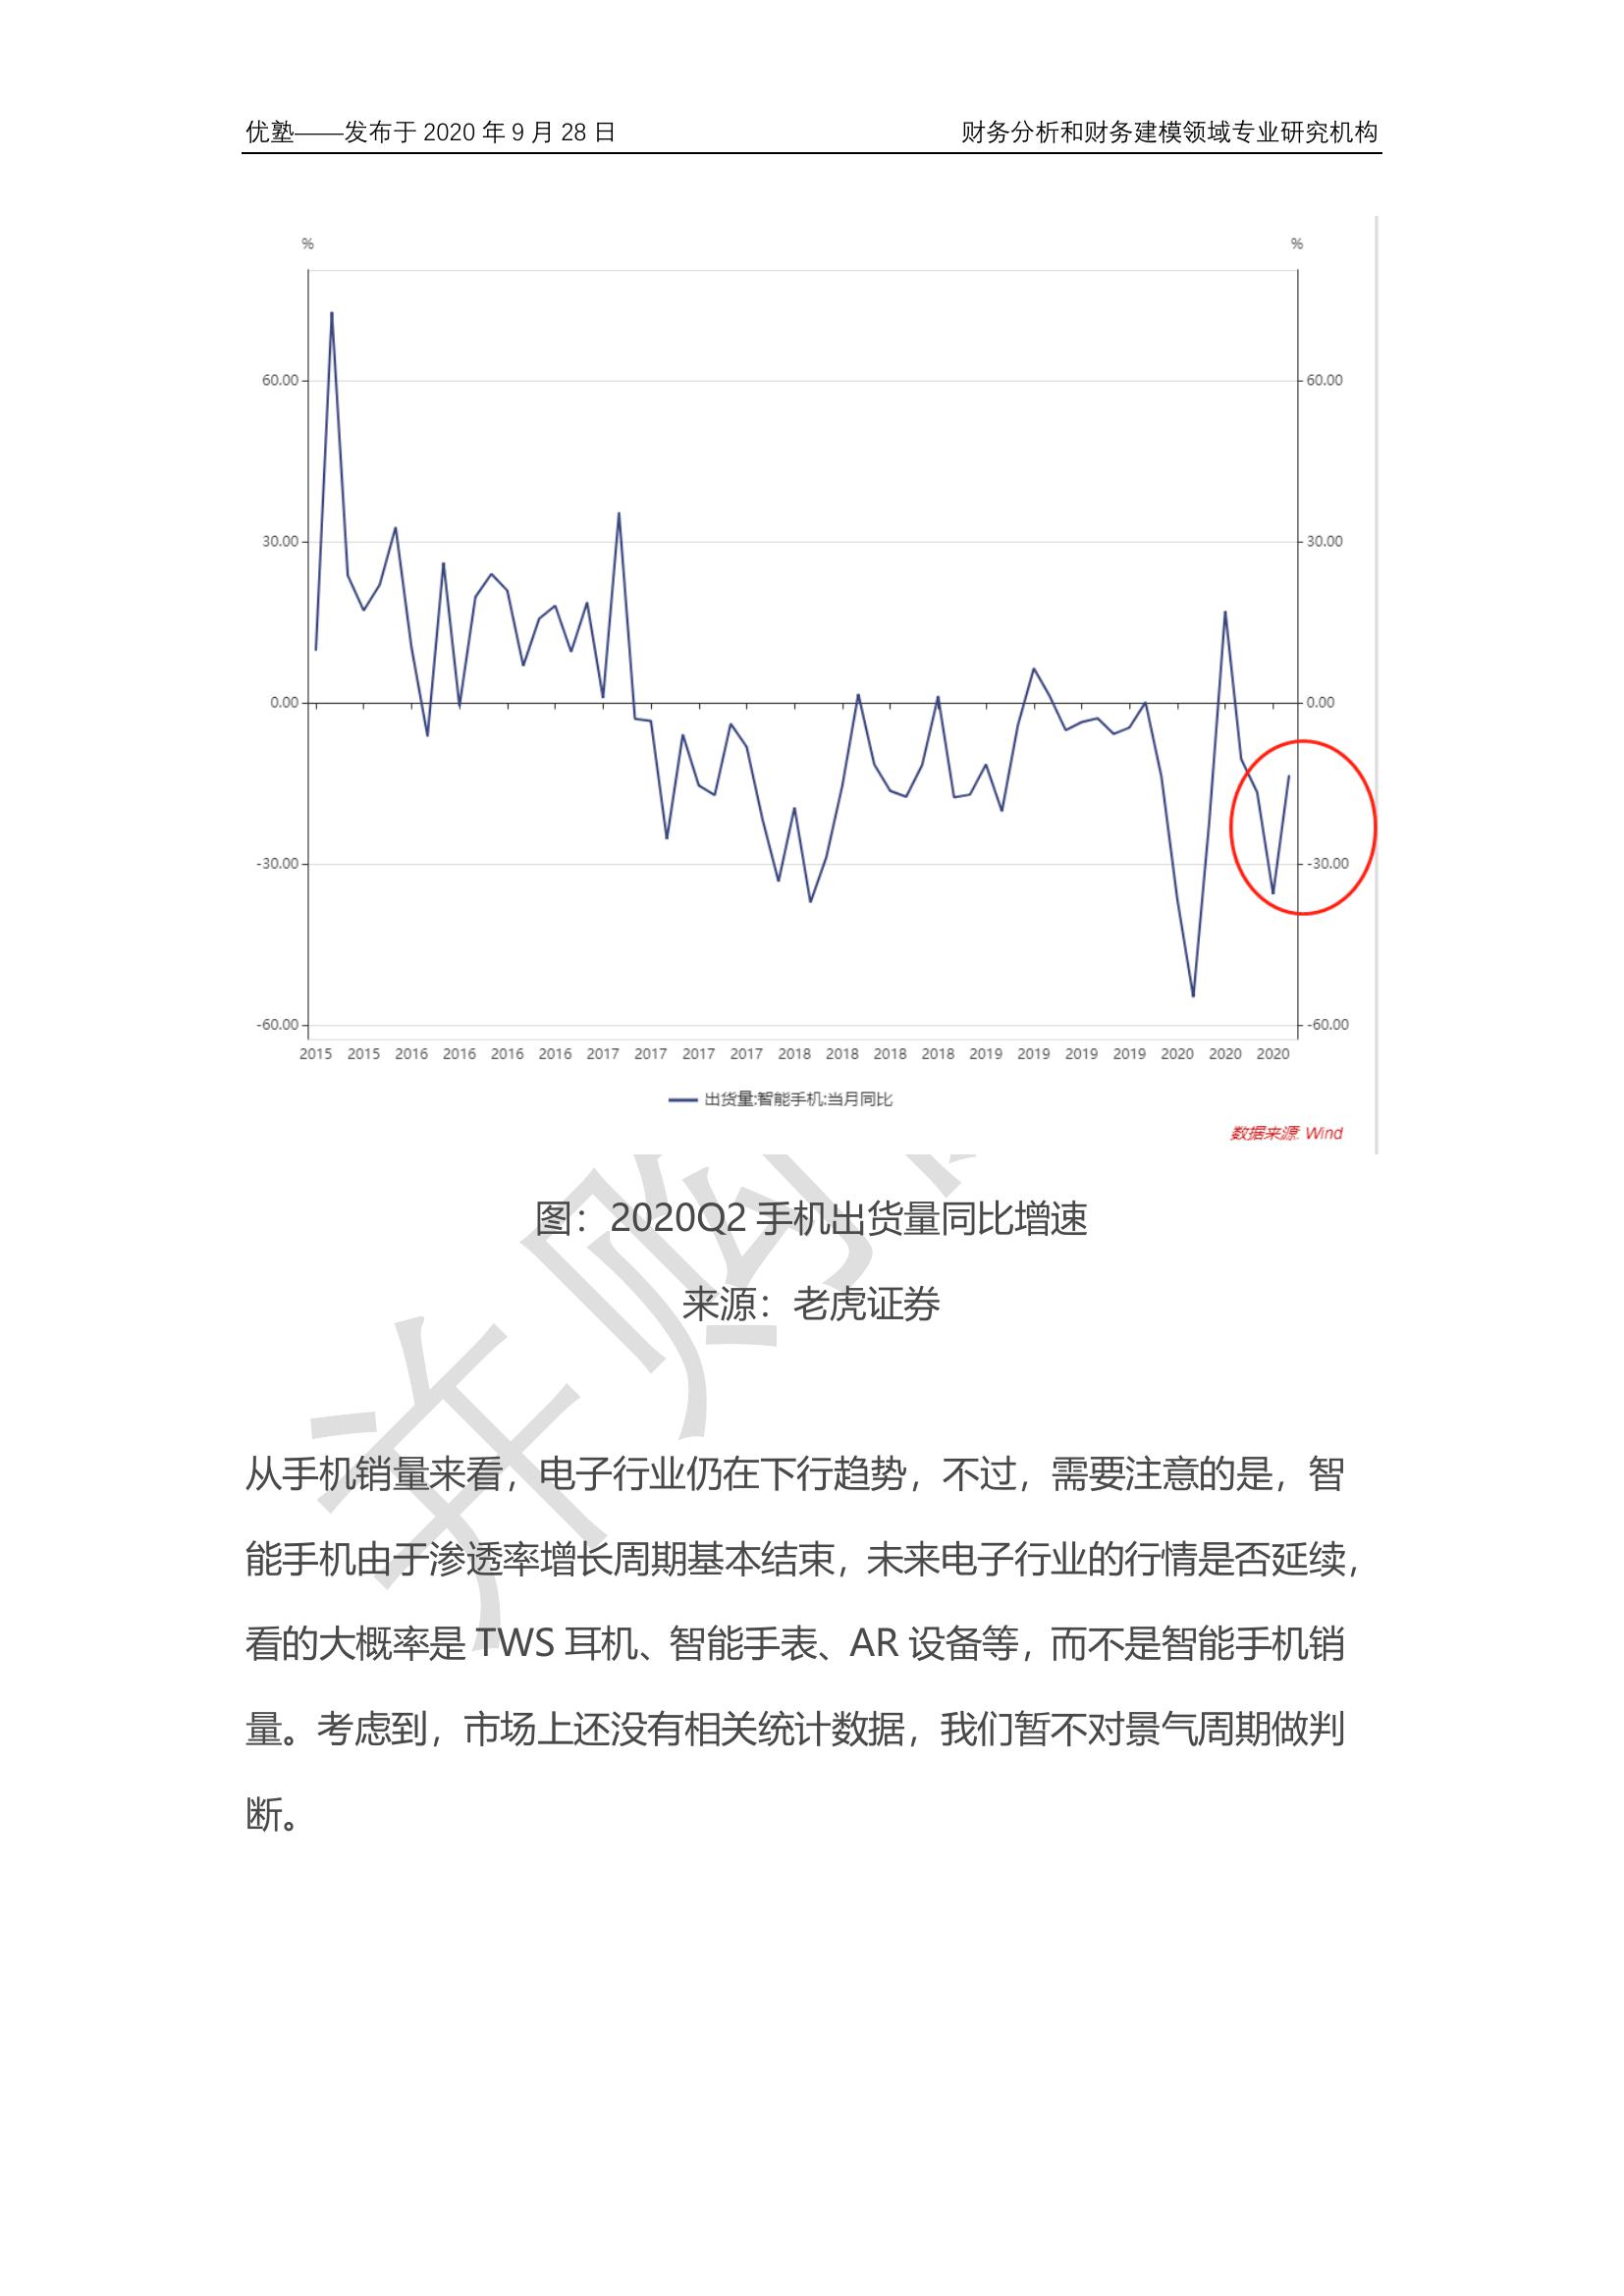 优塾——发布于 2020 年 9 月 28 日 财务分析和财务建模领域专业研究机构
% %
60.00 60.00
30.00 30.00
0.00 0.00
-30.00 -30.00
-60.00 -60.00
2015 2015 2016 2016 2016 2016 2017 2017 2017 2017 2018 2018 2018 2018 2019 2019 2019 2019 2020 2020 2020
出货量:智能手机:当月同比
数据来源: Wind
图：2020Q2 手机出货量同比增速
来源：老虎证券
从手机销量来看，电子行业仍在下行趋势，不过，需要注意的是，智
能手机由于渗透率增长周期基本结束，未来电子行业的行情是否延续，
看的大概率是 TWS 耳机、智能手表、AR 设备等，而不是智能手机销
量。考虑到，市场上还没有相关统计数据，我们暂不对景气周期做判
断。
并购